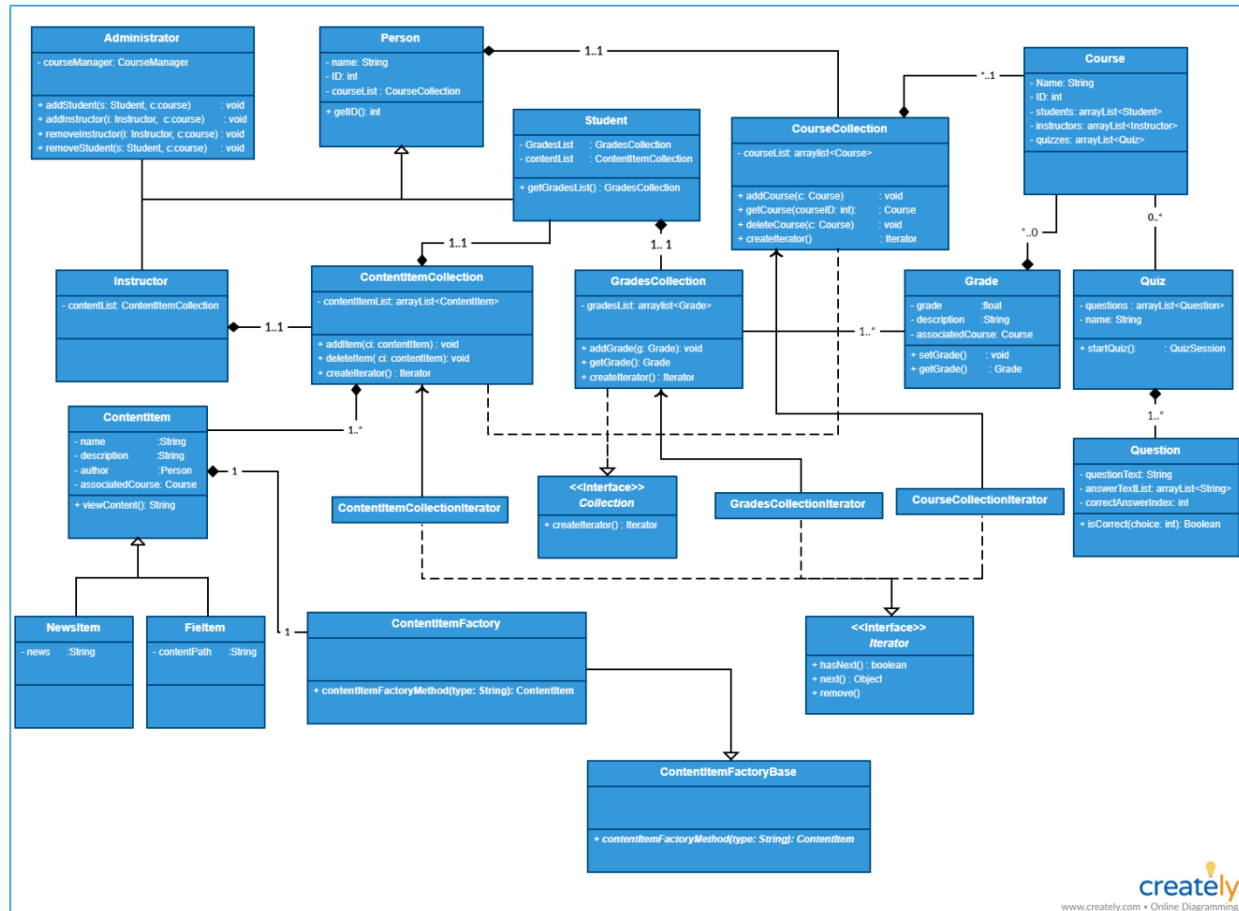 Administrator
- courseManager: CourseManager
+ addStudent(s: Student, c:course) : void
+ addInstructor(i: Instructor, c:course) : void
+ removeInstructor(i: Instructor, c:course) : void
+ removeStudent(s: Student, c:course) : void
Person
- name: String
- ID: int
- courseList : CourseCollection
+ getID(): int
1..1
Student
- GradesList : GradesCollection
- contentList : ContentItemCollection
+ getGradesList() : GradesCollection
CourseCollection
- courseList: arraylist<Course>
+ addCourse(c: Course) : void
+ getCourse(courseID: int): : Course
+ deleteCourse(c: Course) : void
+ createIterator() : Iterator
*..1
Course
- Name: String
- ID: int
- students: arrayList<Student>
- instructors: arrayList<Instructor>
- quizzes: arrayList<Quiz>
1..1
1.. 1
*..0
0..*
Instructor
- contentList: ContentItemCollection
1..1
ContentItemCollection
- contentItemList: arrayList<ContentItem>
+ addItem(ci: contentItem) : void
+ deleteItem( ci: contentItem): void
+ createIterator() : Iterator
GradesCollection
- gradesList: arraylist<Grade>
+ addGrade(g: Grade): void
+ getGrade(): Grade
+ createIterator() : Iterator
1..*
Grade
- grade :float
- description :String
- associatedCourse: Course
+ setGrade() : void
+ getGrade() : Grade
Quiz
- questions : arrayList<Question>
- name: String
+ startQuiz(): : QuizSession
1..*
1..*
ContentItem
- name :String
- description :String
- author :Person
- associatedCourse: Course
+ viewContent(): String
1
ContentItemCollectionIterator
<<Interface>>
Collection
+ createIterator() : Iterator
GradesCollectionIterator
CourseCollectionIterator
Question
- questionText: String
- answerTextList: arrayList<String>
- correctAnswerIndex: int
+ isCorrect(choice: int): Boolean
NewsItem
- news :String
FieItem
- contentPath :String
1
ContentItemFactory
+ contentItemFactoryMethod(type: String): ContentItem
<<Interface>>
Iterator
+ hasNext() : boolean
+ next() : Object
+ remove()
ContentItemFactoryBase
+ contentItemFactoryMethod(type: String): ContentItem
creately
www.creately.com • Online Diagramming